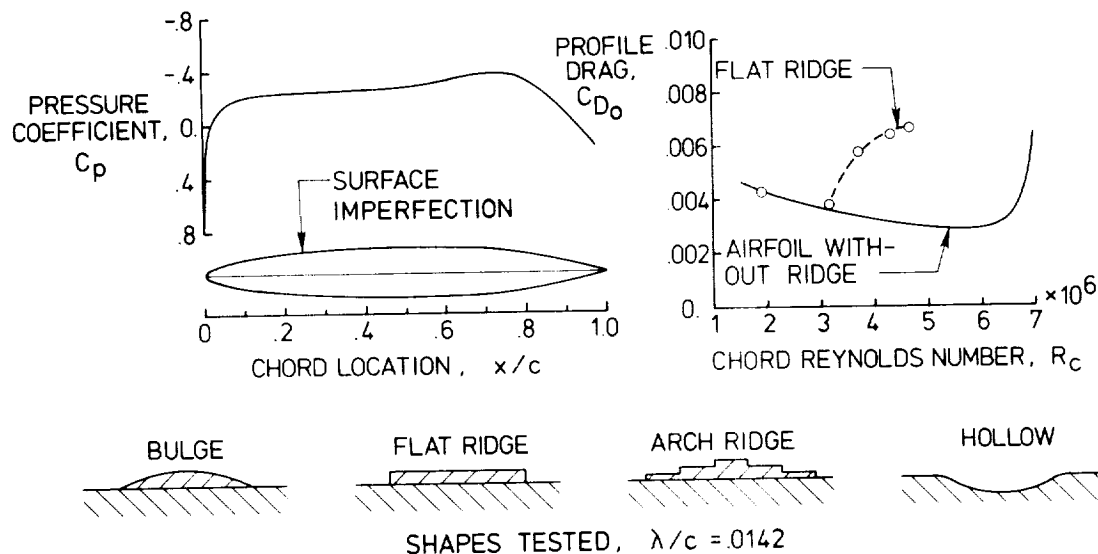 -.8
-.4
0.
.4
.8
PRESSURE
COEFFICIENT,
Cp
SURFACE
IMPERFECTION
0 .2 .4 .6 .8 1.0
CHORD LOCATION, x/c
PROFILE
DRAG,
CDo
.010
.008
.006
.004
.002
0.
FLAT RIDGE
AIRFOIL WITH-
OUT RIDGE
1 2 3 4 5 6 7 ×10⁶
CHORD REYNOLDS NUMBER, Rc
BULGE
FLAT RIDGE
ARCH RIDGE
HOLLOW
SHAPES TESTED, λ/c = .0142